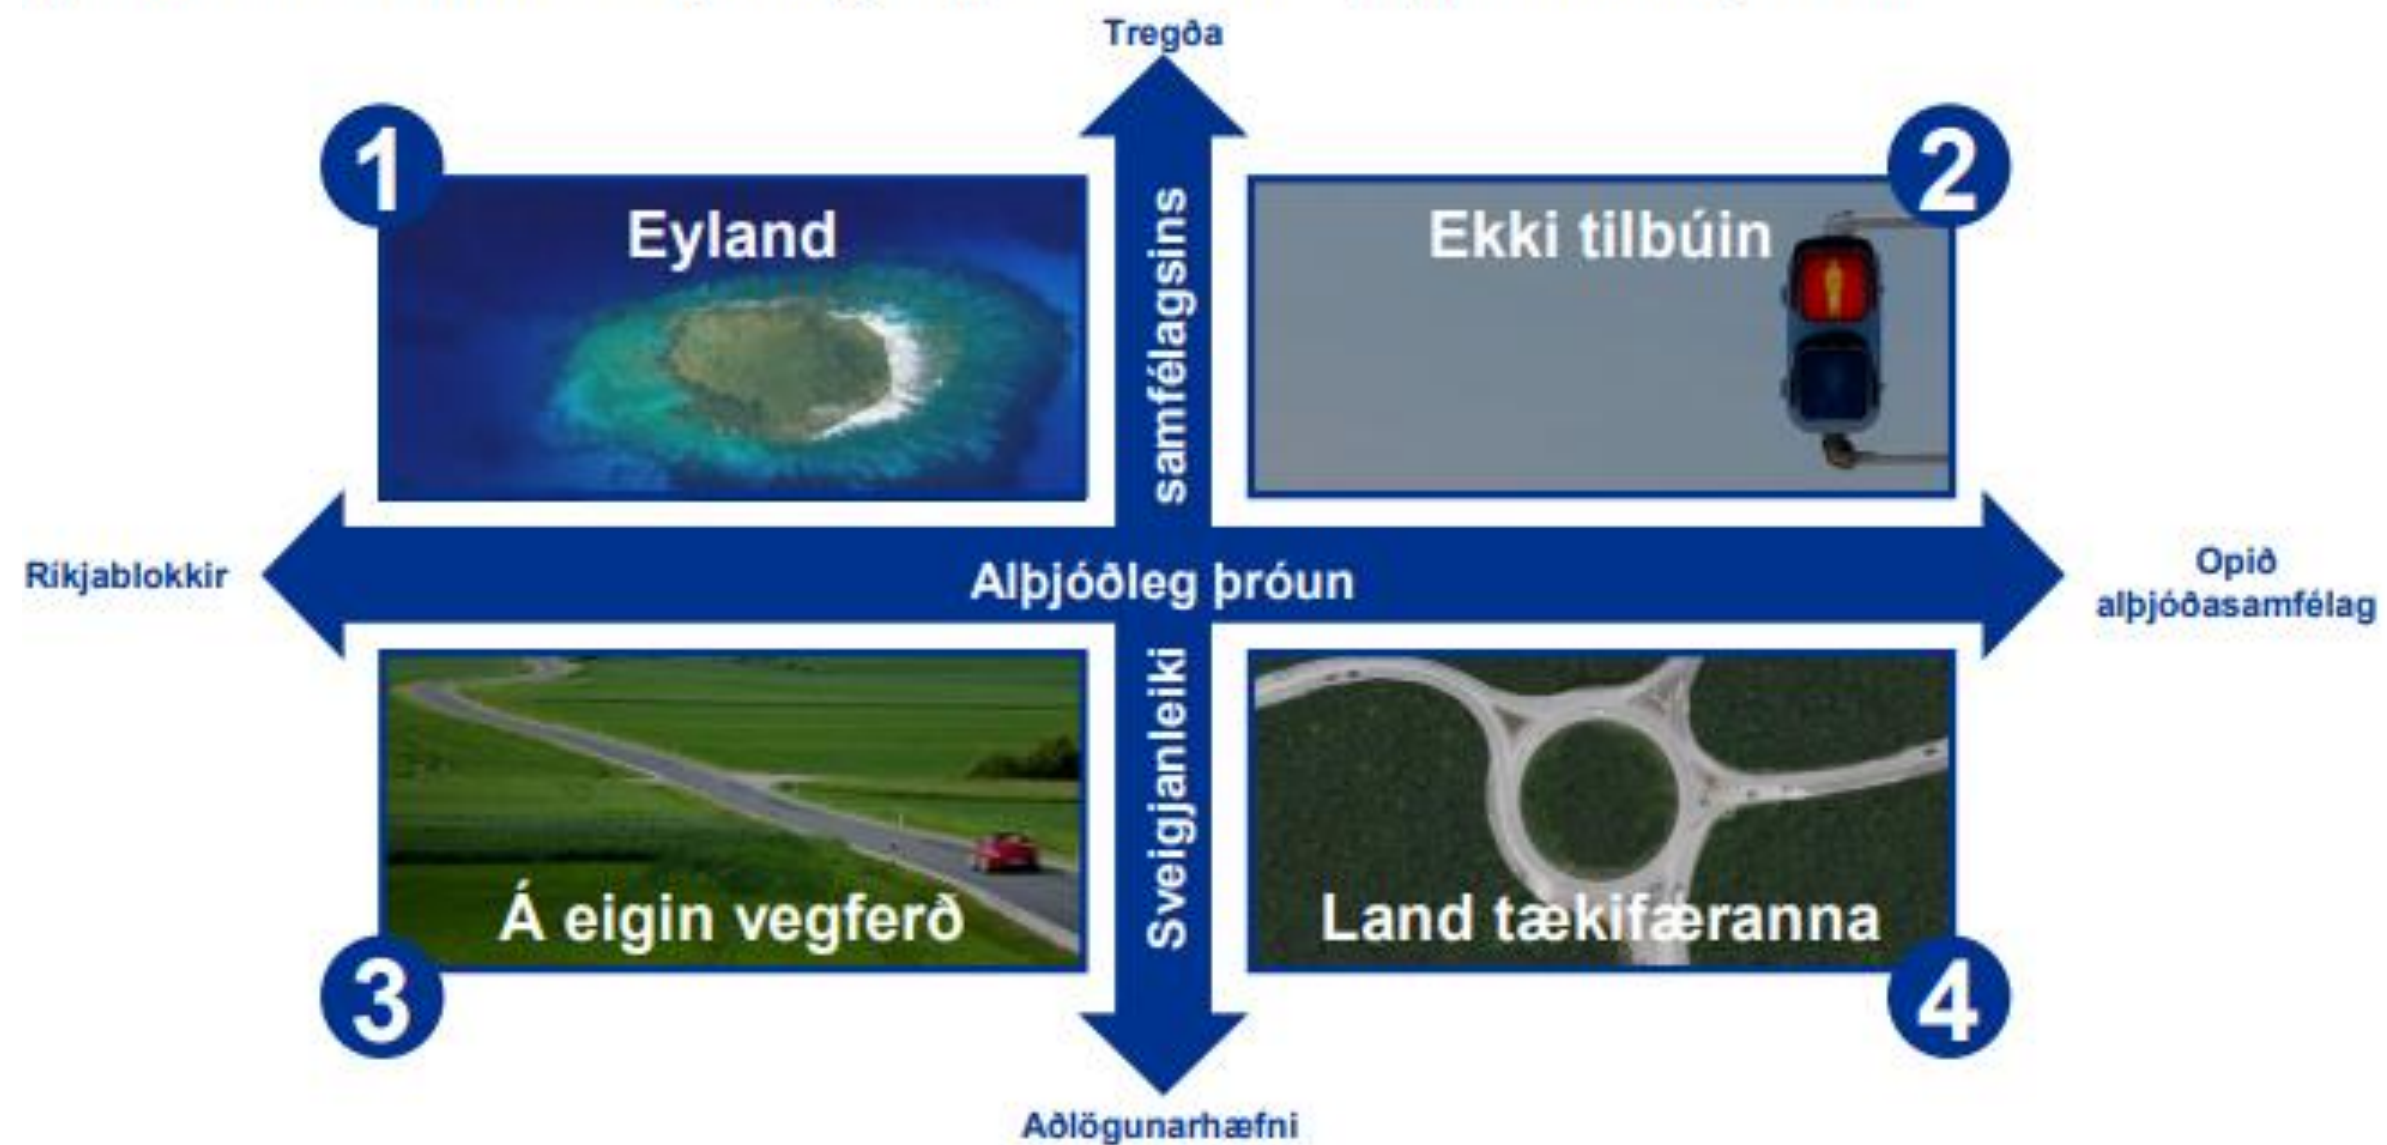 Tregða
1
2
Eyland
Ekki tilbúin
Sveigjanleiki samfélagsins
Ríkjablokkir
Alþjóðleg þróun
Opið
alþjóðasamfélag
Á eigin vegferð
Land tækifæranna
3
4
Aðlögunarhæfni